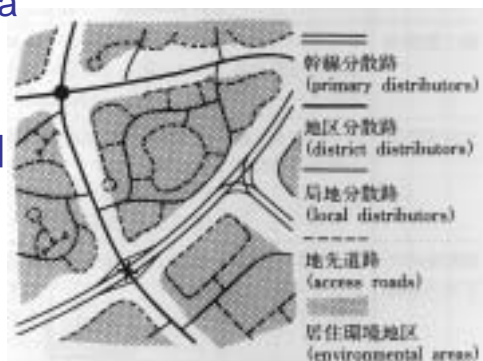 a
幹線分散路
(primary distributors)
地区分散路
(district distributors)
局地分散路
(local distributors)
地先道路
(access roads)
居住環境地区
(environmental areas)